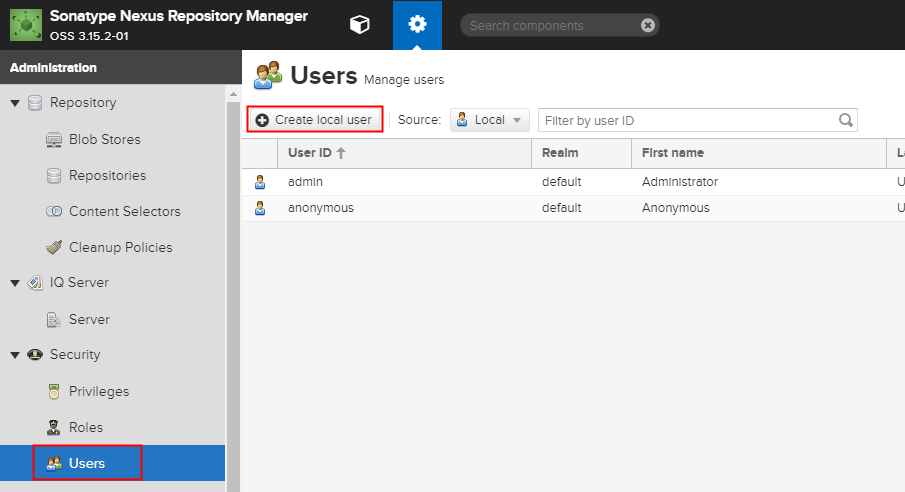 Sonatype Nexus Repository Manager
OSS 3.15.2-01
Search components
Administration
Repository
Blob Stores
Repositories
Content Selectors
Cleanup Policies
IQ Server
Server
Security
Privileges
Roles
Users
Users Manage users
Create local user Source: Local Filter by user ID
User ID Realm First name
admin default Administrator U
anonymous default Anonymous U